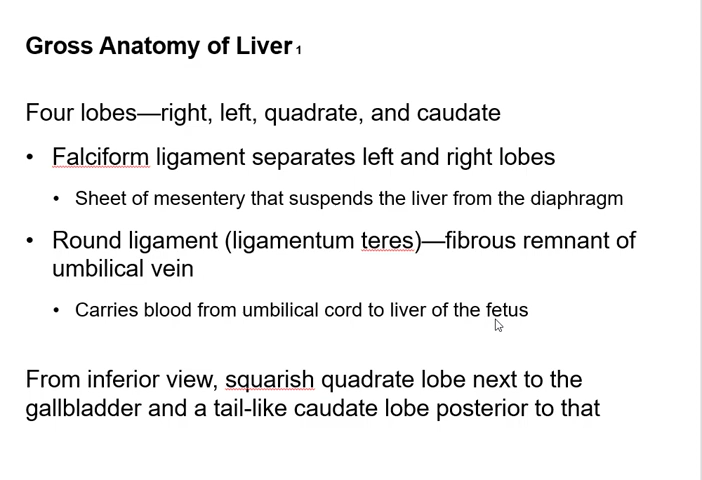 Gross Anatomy of Liver 1
Four lobes—right, left, quadrate, and caudate
• Falciform ligament separates left and right lobes
• Sheet of mesentery that suspends the liver from the diaphragm
• Round ligament (ligamentum teres)—fibrous remnant of
umbilical vein
• Carries blood from umbilical cord to liver of the fetus
From inferior view, squarish quadrate lobe next to the
gallbladder and a tail-like caudate lobe posterior to that